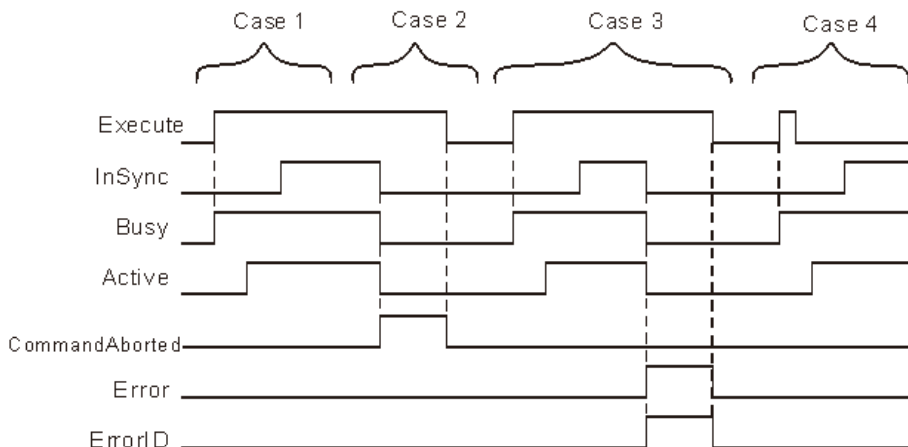 Case 1
Case 2
Case 3
Case 4
Execute
InSync
Busy
Active
CommandAborted
Error
ErrorID